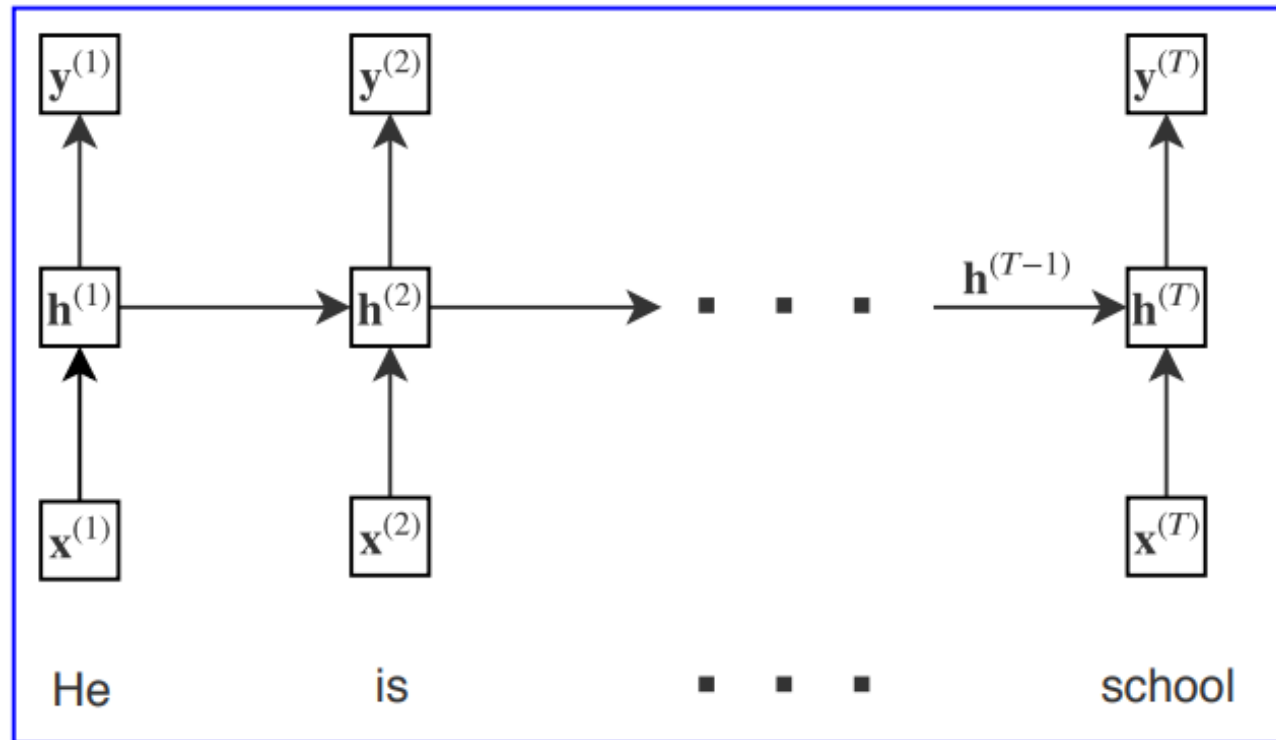 y^(1) y^(2) y^(T)
h^(T−1)
h^(1) h^(2) . . . h^(T)
x^(1) x^(2) x^(T)
He is . . . school